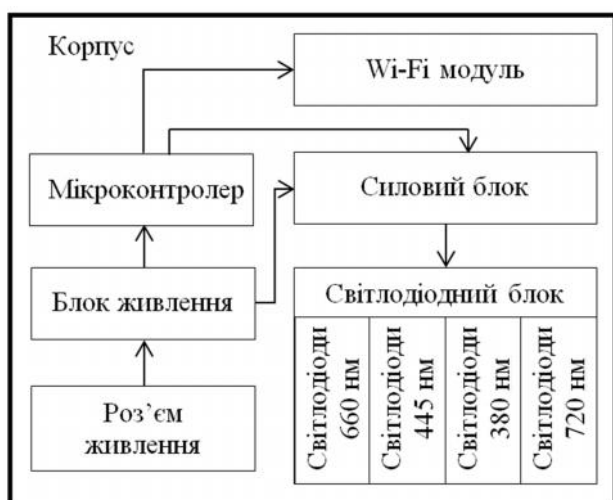 Корпус
Wi-Fi модуль
Мікроконтролер
Силовий блок
Блок живлення
Світлодіодний блок
Роз’єм
живлення
Світлодіоди
660 нм
Світлодіоди
445 нм
Світлодіоди
380 нм
Світлодіоди
720 нм